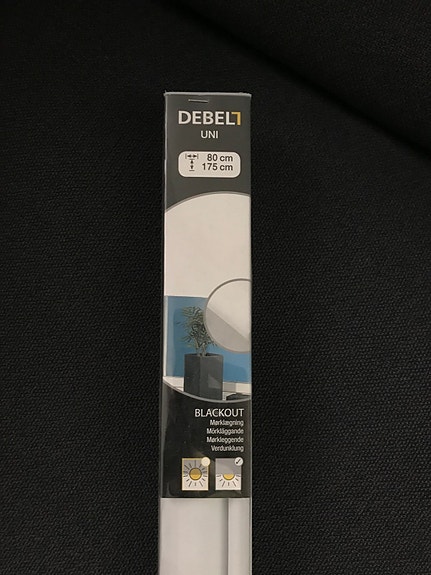 DEBEL
UNI
80 cm
175 cm
BLACKOUT
Mørklægning
Mörkläggande
Mørkleggende
Verdunklung